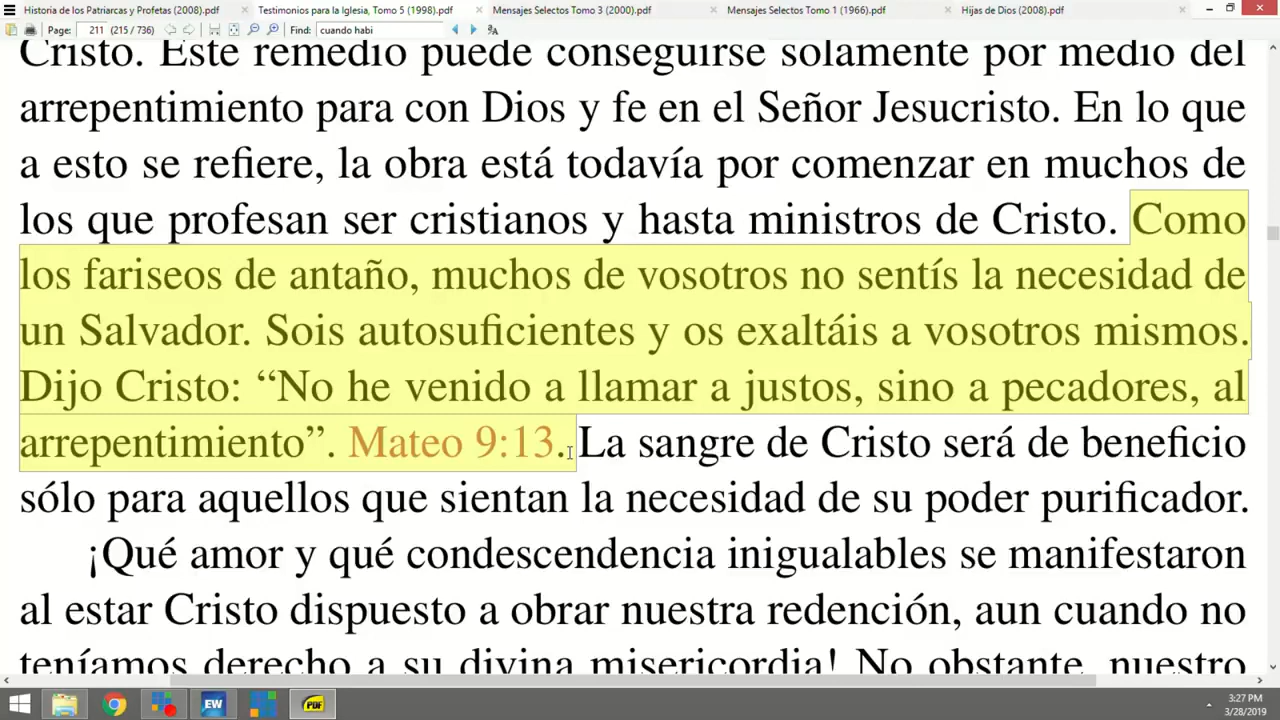 Historia de los Patriarcas y Profetas (2008).pdf Testimonios para la Iglesia, Tomo 5 (1998).pdf Mensajes Selectos Tomo 3 (2000).pdf Mensajes Selectos Tomo 1 (1966).pdf Hijas de Dios (2008).pdf
Page: 211 (215 / 736) Find: cuando habi
Cristo. Este remedio puede conseguirse solamente por medio del
arrepentimiento para con Dios y fe en el Señor Jesucristo. En lo que
a esto se refiere, la obra está todavía por comenzar en muchos de
los que profesan ser cristianos y hasta ministros de Cristo. Como
los fariseos de antaño, muchos de vosotros no sentís la necesidad de
un Salvador. Sois autosuficientes y os exaltáis a vosotros mismos.
Dijo Cristo: “No he venido a llamar a justos, sino a pecadores, al
arrepentimiento”. Mateo 9:13. La sangre de Cristo será de beneficio
sólo para aquellos que sientan la necesidad de su poder purificador.
¡Qué amor y qué condescendencia inigualables se manifestaron
al estar Cristo dispuesto a obrar nuestra redención, aun cuando no
teníamos derecho a su divina misericordia! No obstante, nuestro
EW PDF 3:27 PM
3/28/2019